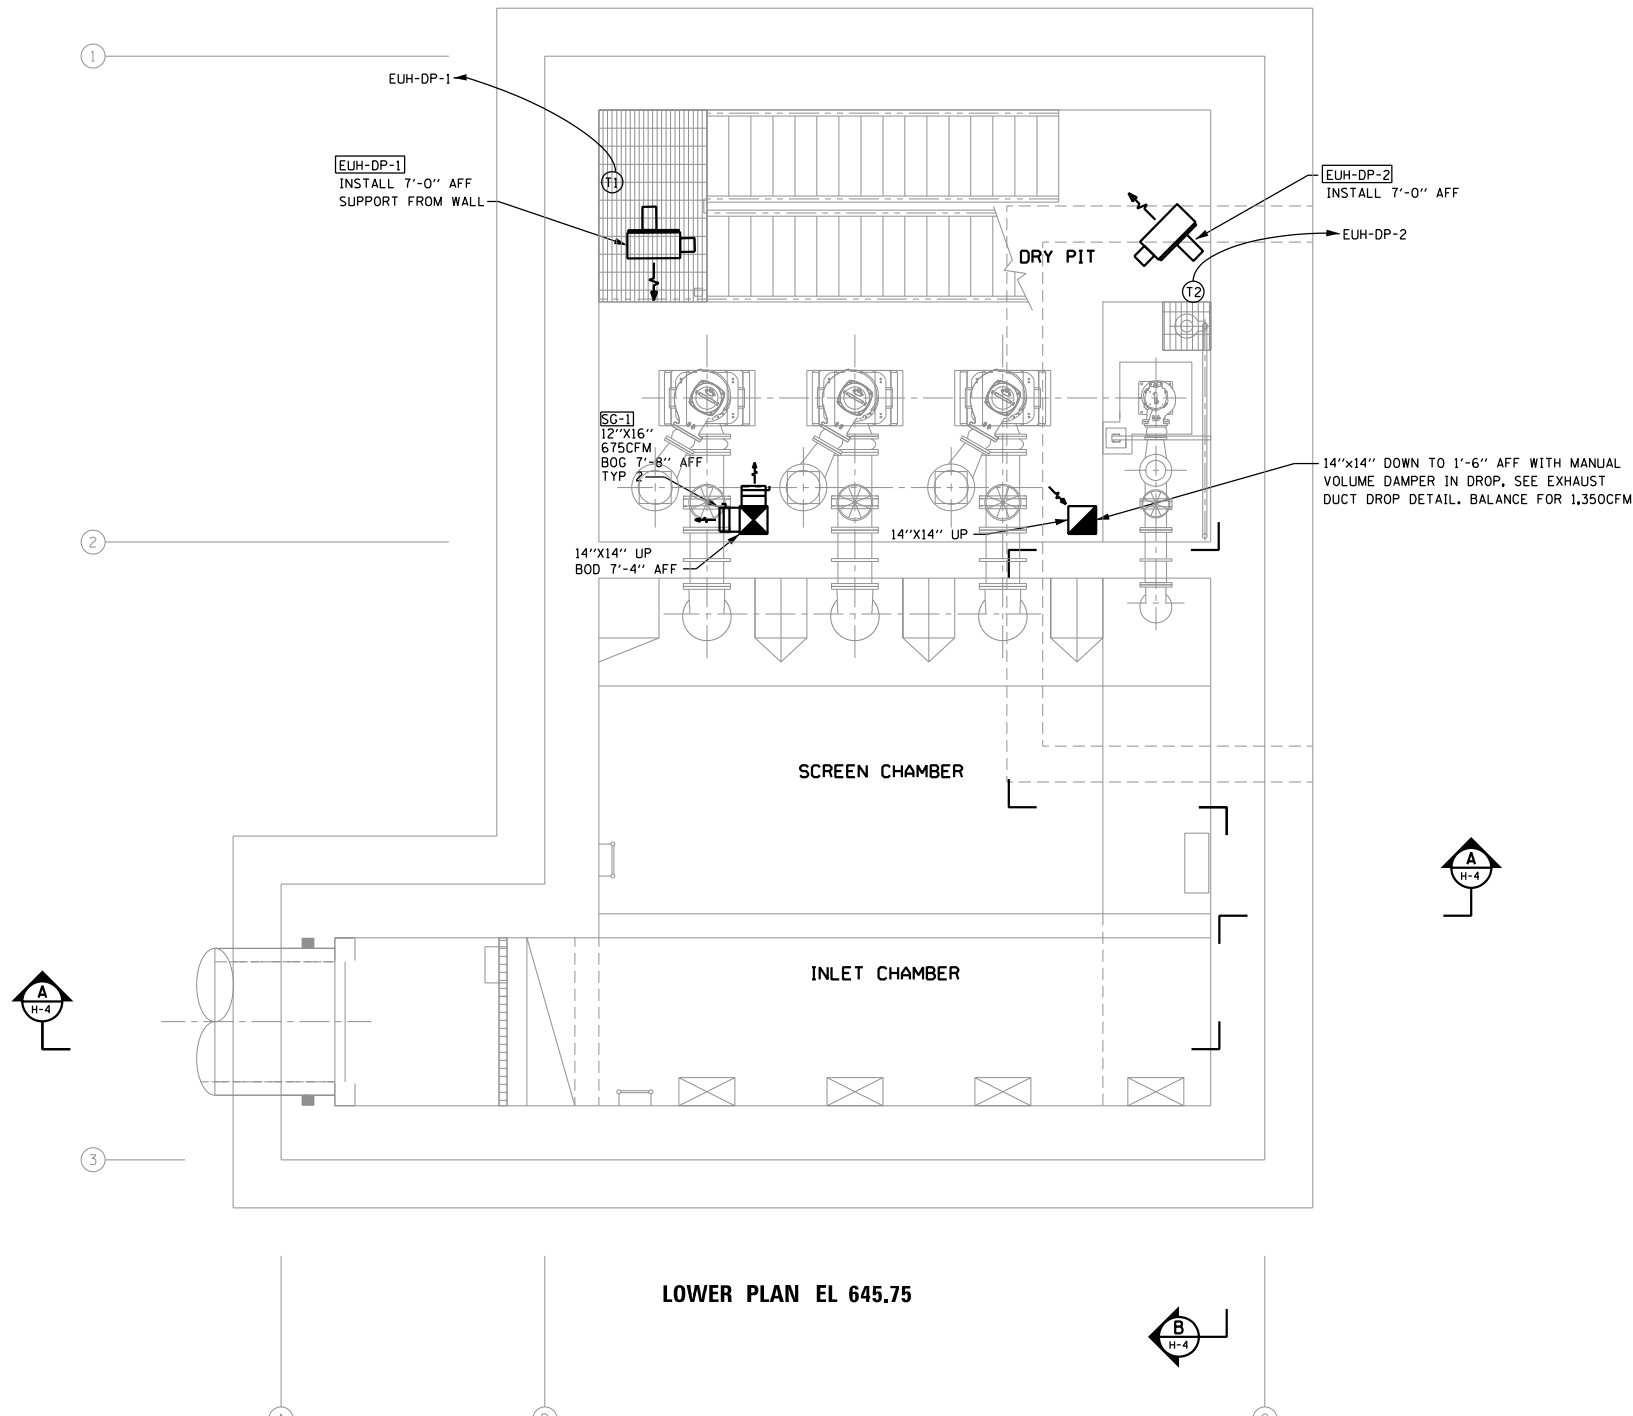 1
EUH-DP-1
EUH-DP-1
INSTALL 7'-0" AFF
SUPPORT FROM WALL
T1
EUH-DP-2
INSTALL 7'-0" AFF
EUH-DP-2
DRY PIT
T2
SG-1
12"X16"
675CFM
BOG 7'-8" AFF
TYP 2
14"x14" DOWN TO 1'-6" AFF WITH MANUAL
VOLUME DAMPER IN DROP, SEE EXHAUST
DUCT DROP DETAIL. BALANCE FOR 1,350CFM
14"X14" UP
2
14"X14" UP
BOD 7'-4" AFF
SCREEN CHAMBER
A
H-4
INLET CHAMBER
A
H-4
3
LOWER PLAN EL 645.75
B
H-4